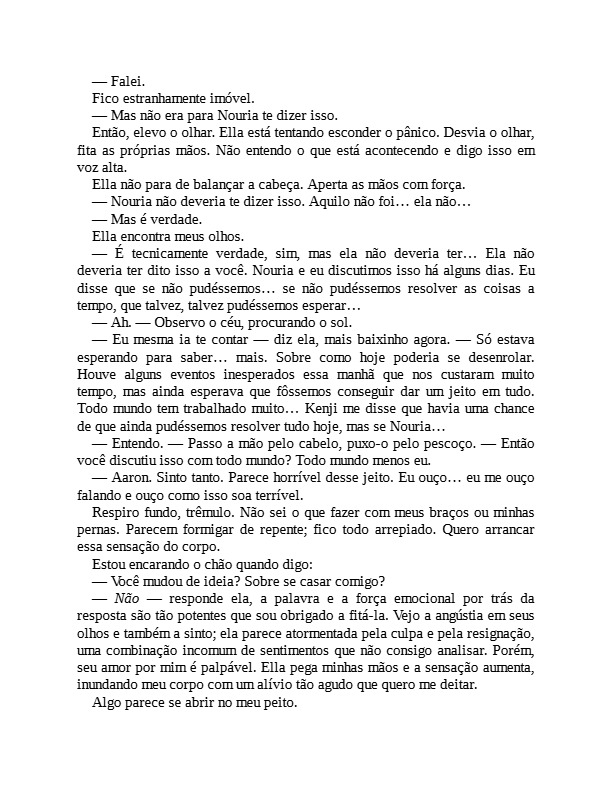 — Falei.
Fico estranhamente imóvel.
— Mas não era para Nouria te dizer isso.
Então, elevo o olhar. Ella está tentando esconder o pânico. Desvia o olhar,
fita as próprias mãos. Não entendo o que está acontecendo e digo isso em
voz alta.
Ella não para de balançar a cabeça. Aperta as mãos com força.
— Nouria não deveria te dizer isso. Aquilo não foi… ela não…
— Mas é verdade.
Ella encontra meus olhos.
— É tecnicamente verdade, sim, mas ela não deveria ter… Ela não
deveria ter dito isso a você. Nouria e eu discutimos isso há alguns dias. Eu
disse que se não pudéssemos… se não pudéssemos resolver as coisas a
tempo, que talvez, talvez pudéssemos esperar…
— Ah. — Observo o céu, procurando o sol.
— Eu mesma ia te contar — diz ela, mais baixinho agora. — Só estava
esperando para saber… mais. Sobre como hoje poderia se desenrolar.
Houve alguns eventos inesperados essa manhã que nos custaram muito
tempo, mas ainda esperava que fôssemos conseguir dar um jeito em tudo.
Todo mundo tem trabalhado muito… Kenji me disse que havia uma chance
de que ainda pudéssemos resolver tudo hoje, mas se Nouria…
— Entendo. — Passo a mão pelo cabelo, puxo-o pelo pescoço. — Então
você discutiu isso com todo mundo? Todo mundo menos eu.
— Aaron. Sinto tanto. Parece horrível desse jeito. Eu ouço… eu me ouço
falando e ouço como isso soa terrível.
Respiro fundo, trêmulo. Não sei o que fazer com meus braços ou minhas
pernas. Parecem formigar de repente; fico todo arrepiado. Quero arrancar
essa sensação do corpo.
Estou encarando o chão quando digo:
— Você mudou de ideia? Sobre se casar comigo?
— Não — responde ela, a palavra e a força emocional por trás da
resposta são tão potentes que sou obrigado a fitá-la. Vejo a angústia em seus
olhos e também a sinto; ela parece atormentada pela culpa e pela resignação,
uma combinação incomum de sentimentos que não consigo analisar. Porém,
seu amor por mim é palpável. Ella pega minhas mãos e a sensação aumenta,
inundando meu corpo com um alívio tão agudo que quero me deitar.
Algo parece se abrir no meu peito.